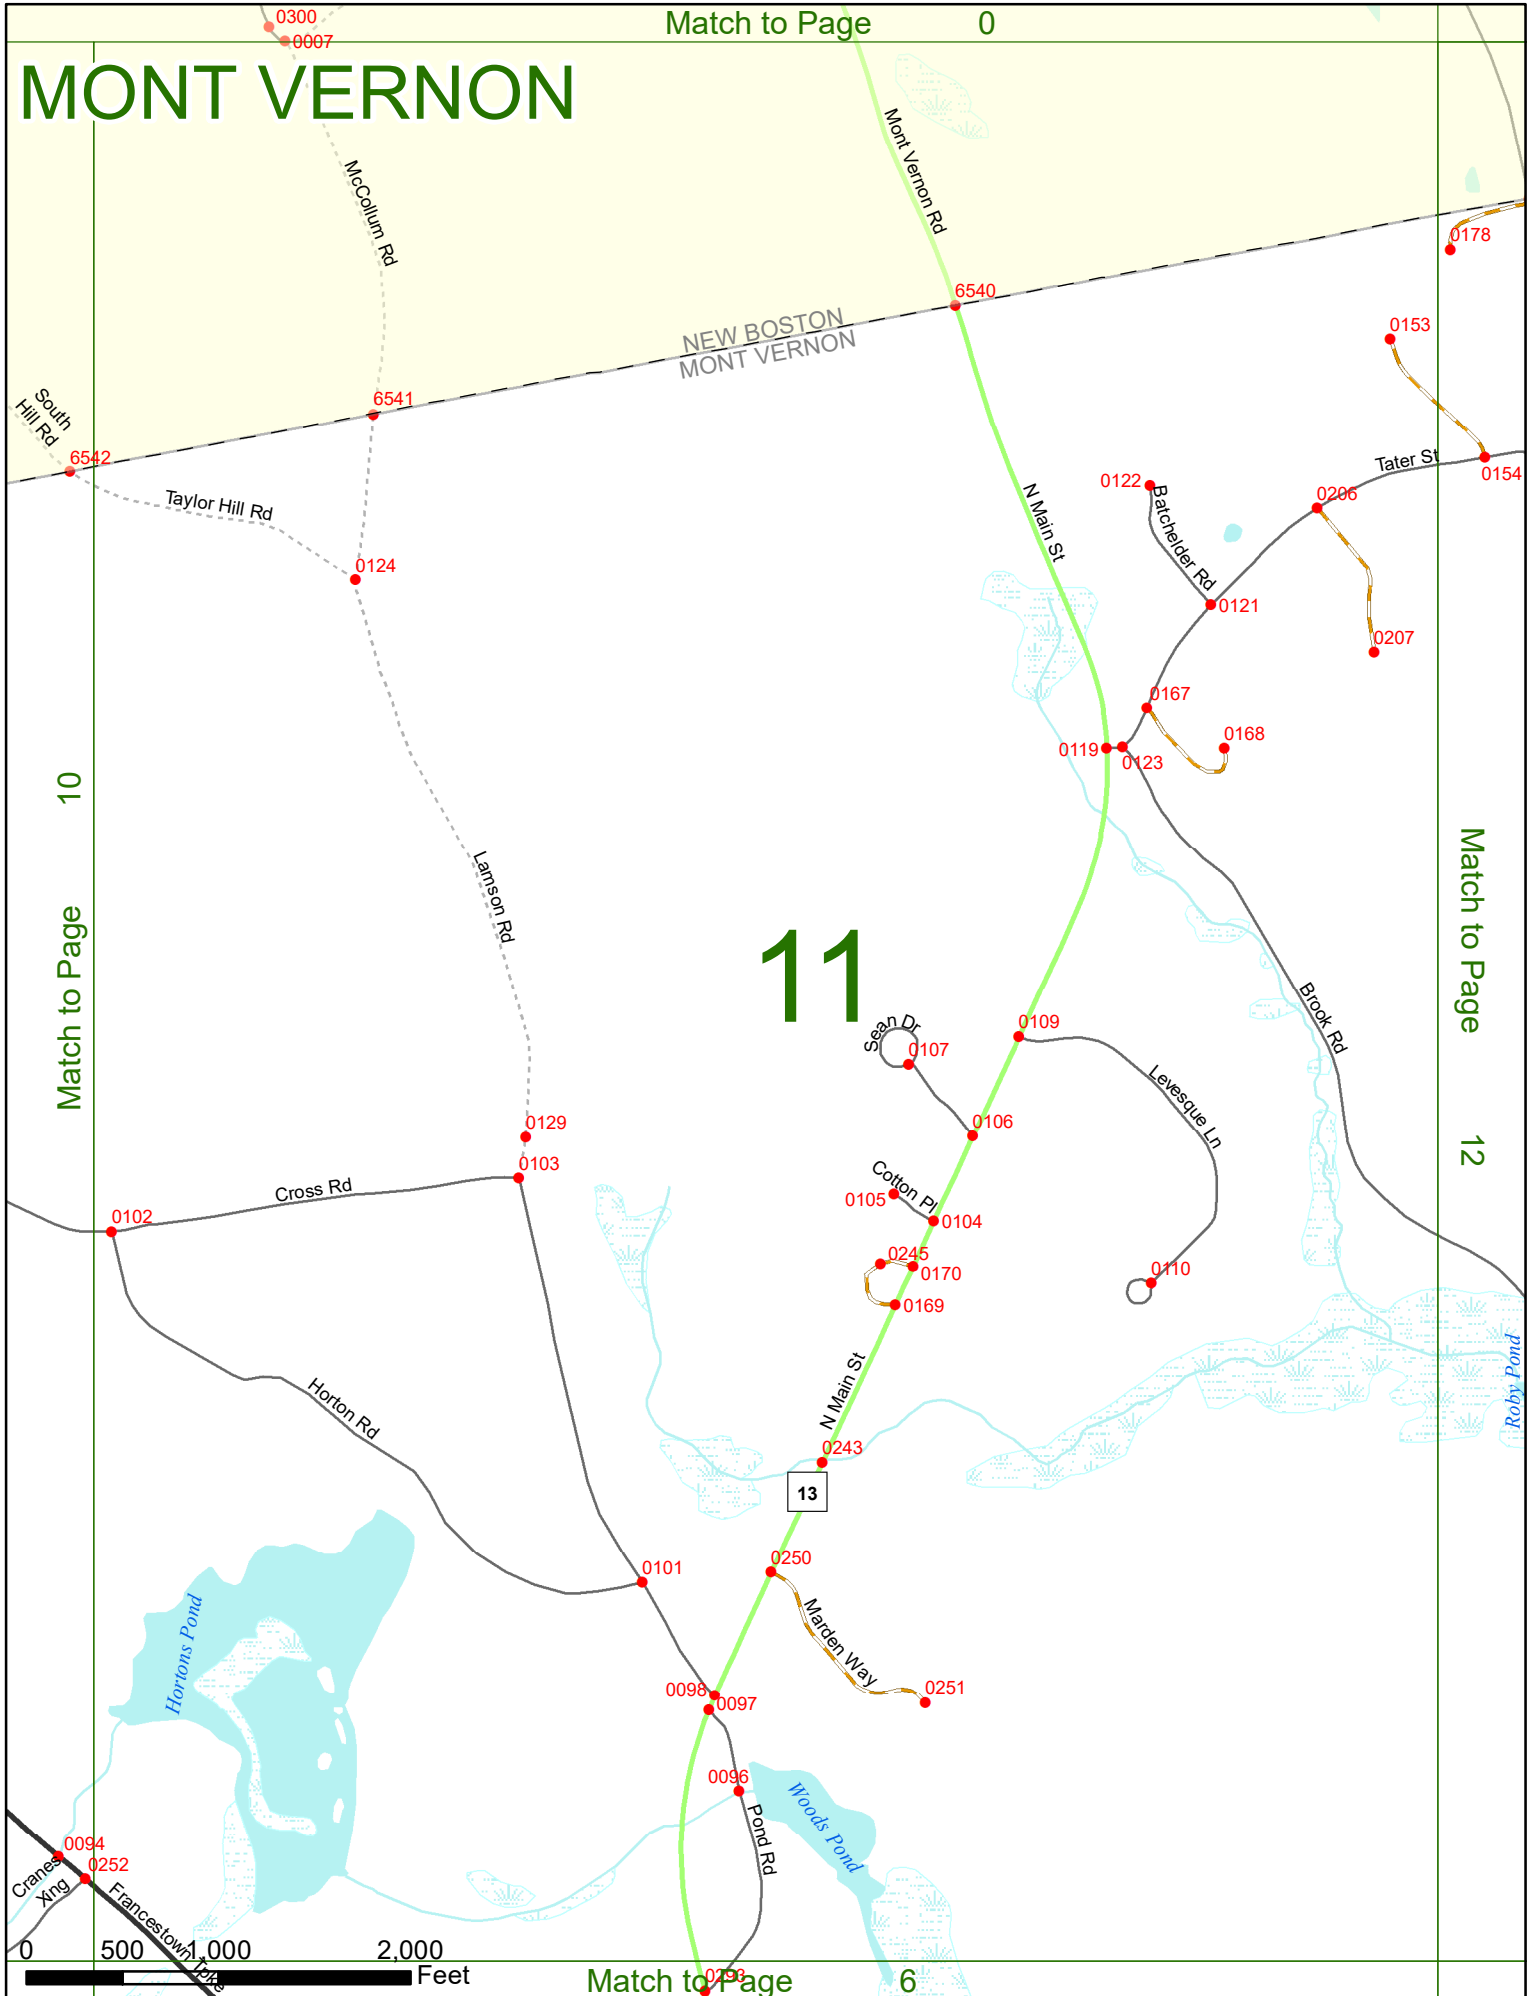 0300
Match to Page 0
0007
MONT VERNON
Mont Vernon Rd
McCollum Rd
0178
6540
0153
NEW BOSTON
MONT VERNON
South
Hill Rd
6541
6542
Tater St
0154
0122
Batchelder Rd
0206
Taylor Hill Rd
N Main St
0124
0121
0207
0167
0168
0119
0123
10
Match to Page
Lamson Rd
Match to Page
12
11
Brook Rd
Sean Dr
0107
0109
Levesque Ln
0106
0129
0103
Cotton Pl
0105
Cross Rd
0102
0104
0245
0170
0110
0169
Roby Pond
N Main St
Horton Rd
0243
13
0250
0101
Marden Way
Hortons Pond
0098
0097
0251
0096
Woods Pond
Pond Rd
0094
0252
Cranes
Xng
Francestown Tpke
0 500 1,000 2,000
Feet
0293
Match to Page 6